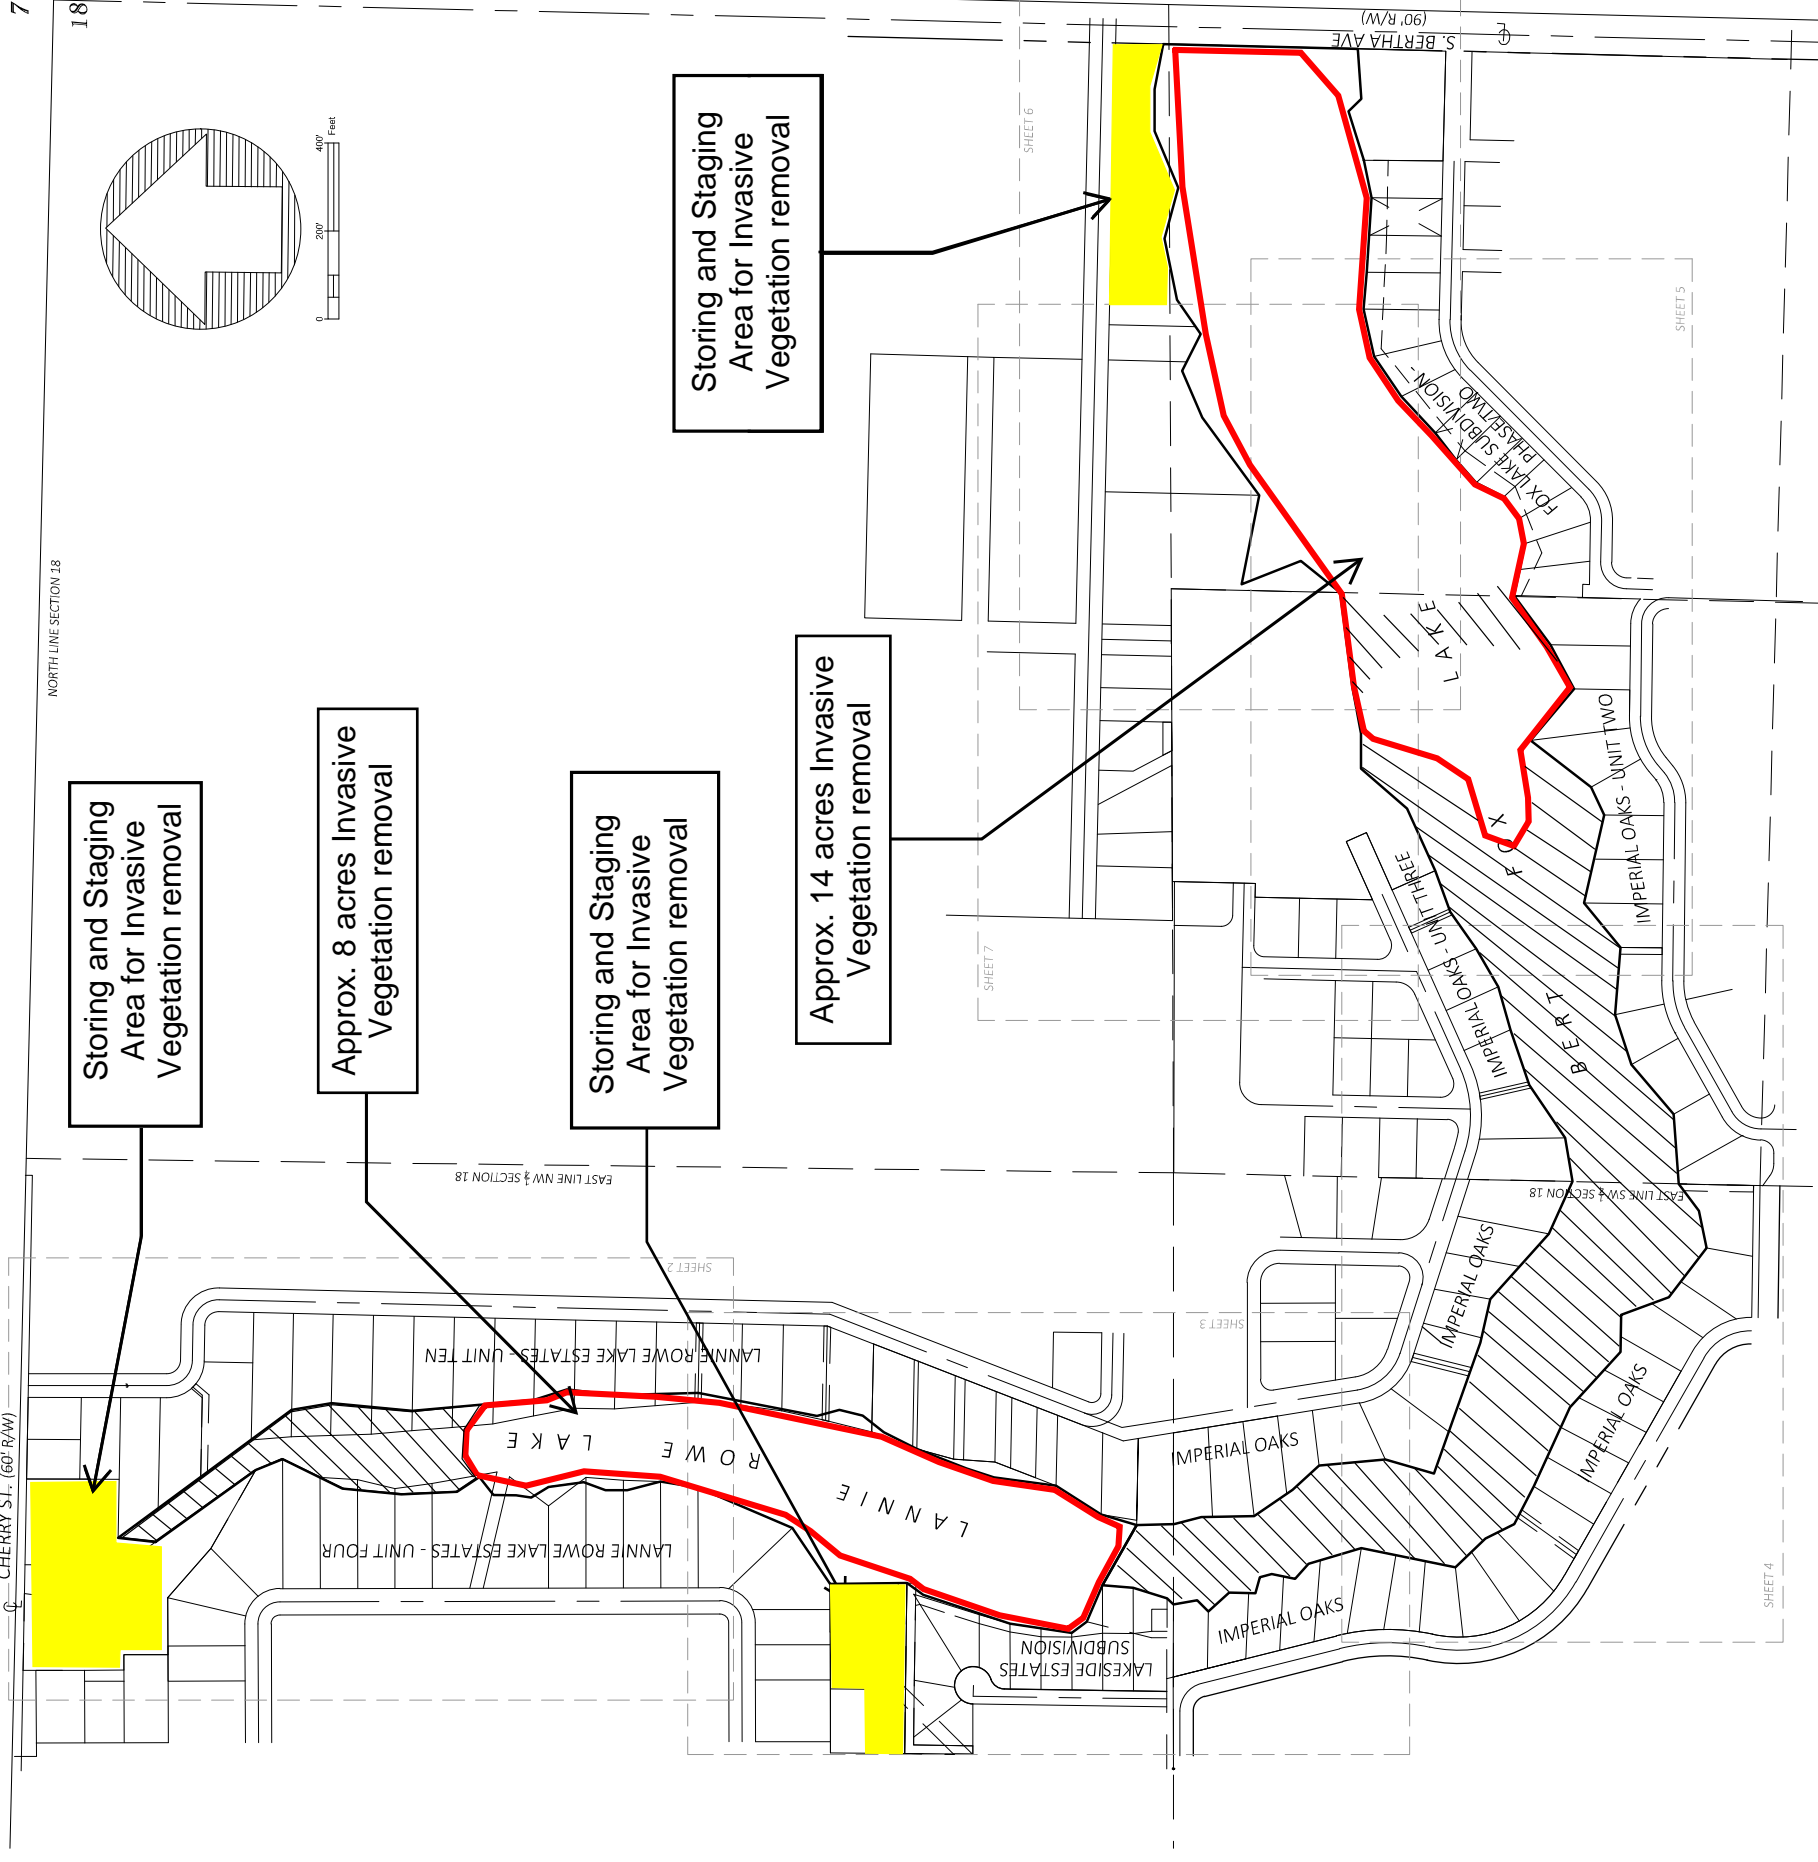 7
18
NORTH LINE SECTION 18
0
200'
400'
Feet
Storing and Staging
Area for Invasive
Vegetation removal
Approx. 8 acres Invasive
Vegetation removal
Storing and Staging
Area for Invasive
Vegetation removal
Approx. 14 acres Invasive
Vegetation removal
Storing and Staging
Area for Invasive
Vegetation removal
S. BERTHA AVE
(90' R/W)
CHERRY ST. (60' R/W)
EAST LINE NW ¼ SECTION 18
EAST LINE SW ¼ SECTION 18
SHEET 2
SHEET 3
SHEET 4
SHEET 5
SHEET 6
SHEET 7
LANNIE ROWE LAKE ESTATES - UNIT TEN
LANNIE ROWE LAKE ESTATES - UNIT FOUR
LANNIE
ROWE
LAKE
LAKESIDE ESTATES
SUBDIVISION
IMPERIAL OAKS
IMPERIAL OAKS
IMPERIAL OAKS
IMPERIAL OAKS
IMPERIAL OAKS - UNIT THREE
IMPERIAL OAKS - UNIT TWO
BERT
FOX
LAKE
FOX LAKE SUBDIVISION -
PHASE TWO